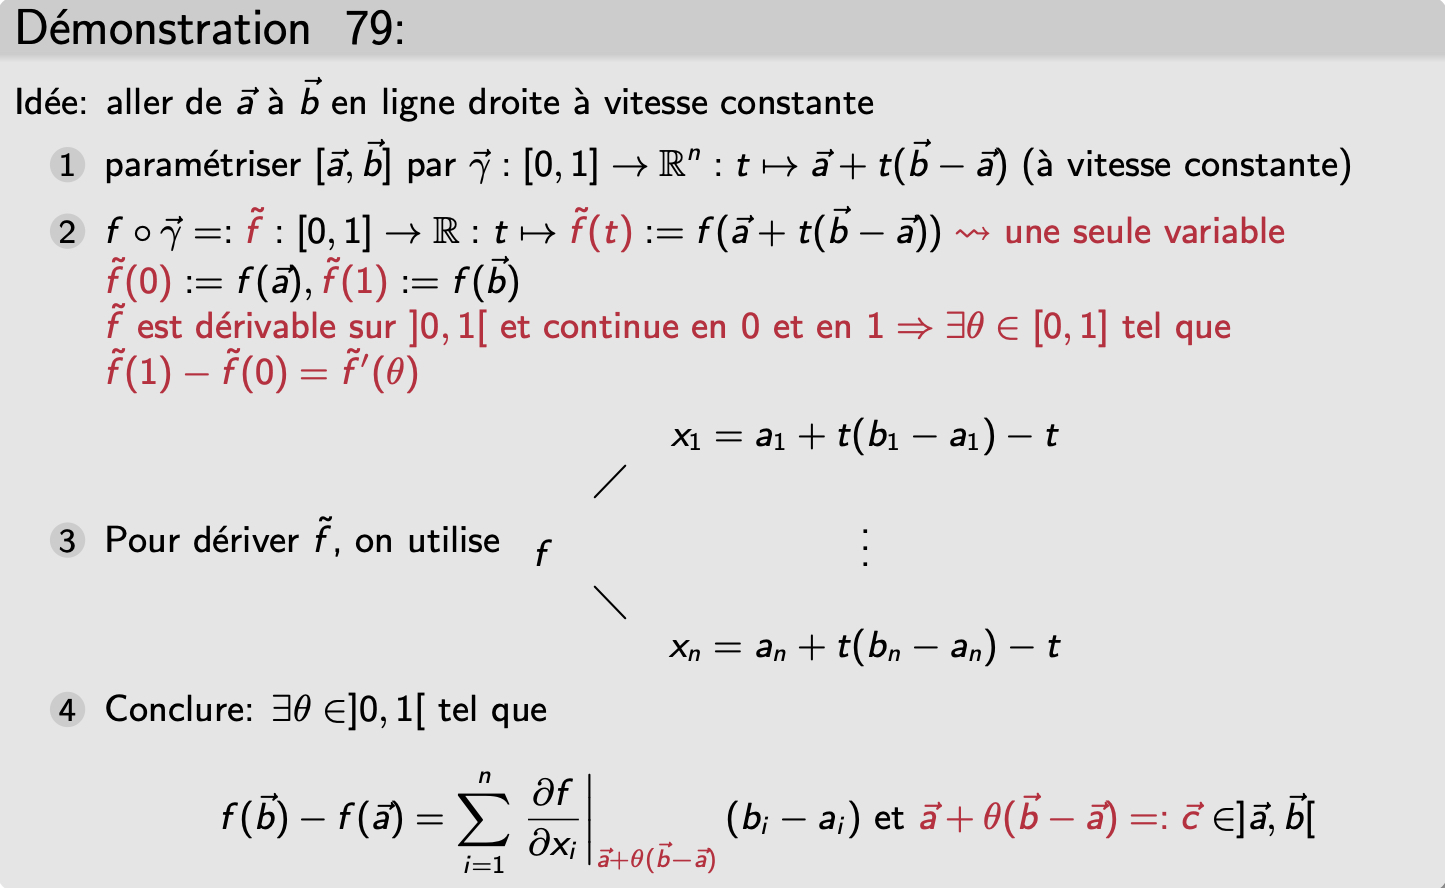 Démonstration 79:
Idée: aller de $\vec{a}$ à $\vec{b}$ en ligne droite à vitesse constante
1 paramétriser $[\vec{a}, \vec{b}]$ par $\vec{\gamma} : [0, 1] \to \mathbb{R}^n : t \mapsto \vec{a} + t(\vec{b} - \vec{a})$ (à vitesse constante)
2 $f \circ \vec{\gamma} =: \tilde{f} : [0, 1] \to \mathbb{R} : t \mapsto \tilde{f}(t) := f(\vec{a} + t(\vec{b} - \vec{a})) \rightsquigarrow$ une seule variable
$\tilde{f}(0) := f(\vec{a}), \tilde{f}(1) := f(\vec{b})$
$\tilde{f}$ est dérivable sur $]0, 1[$ et continue en 0 et en 1 $\Rightarrow \exists \theta \in [0, 1]$ tel que
$\tilde{f}(1) - \tilde{f}(0) = \tilde{f}'(\theta)$
$x_1 = a_1 + t(b_1 - a_1) - t$
3 Pour dériver $\tilde{f}$, on utilise $f$ $\vdots$
$x_n = a_n + t(b_n - a_n) - t$
4 Conclure: $\exists \theta \in ]0, 1[$ tel que
$f(\vec{b}) - f(\vec{a}) = \sum_{i=1}^{n} \left. \frac{\partial f}{\partial x_i} \right|_{\vec{a} + \theta(\vec{b} - \vec{a})} (b_i - a_i)$ et $\vec{a} + \theta(\vec{b} - \vec{a}) =: \vec{c} \in ]\vec{a}, \vec{b}[$